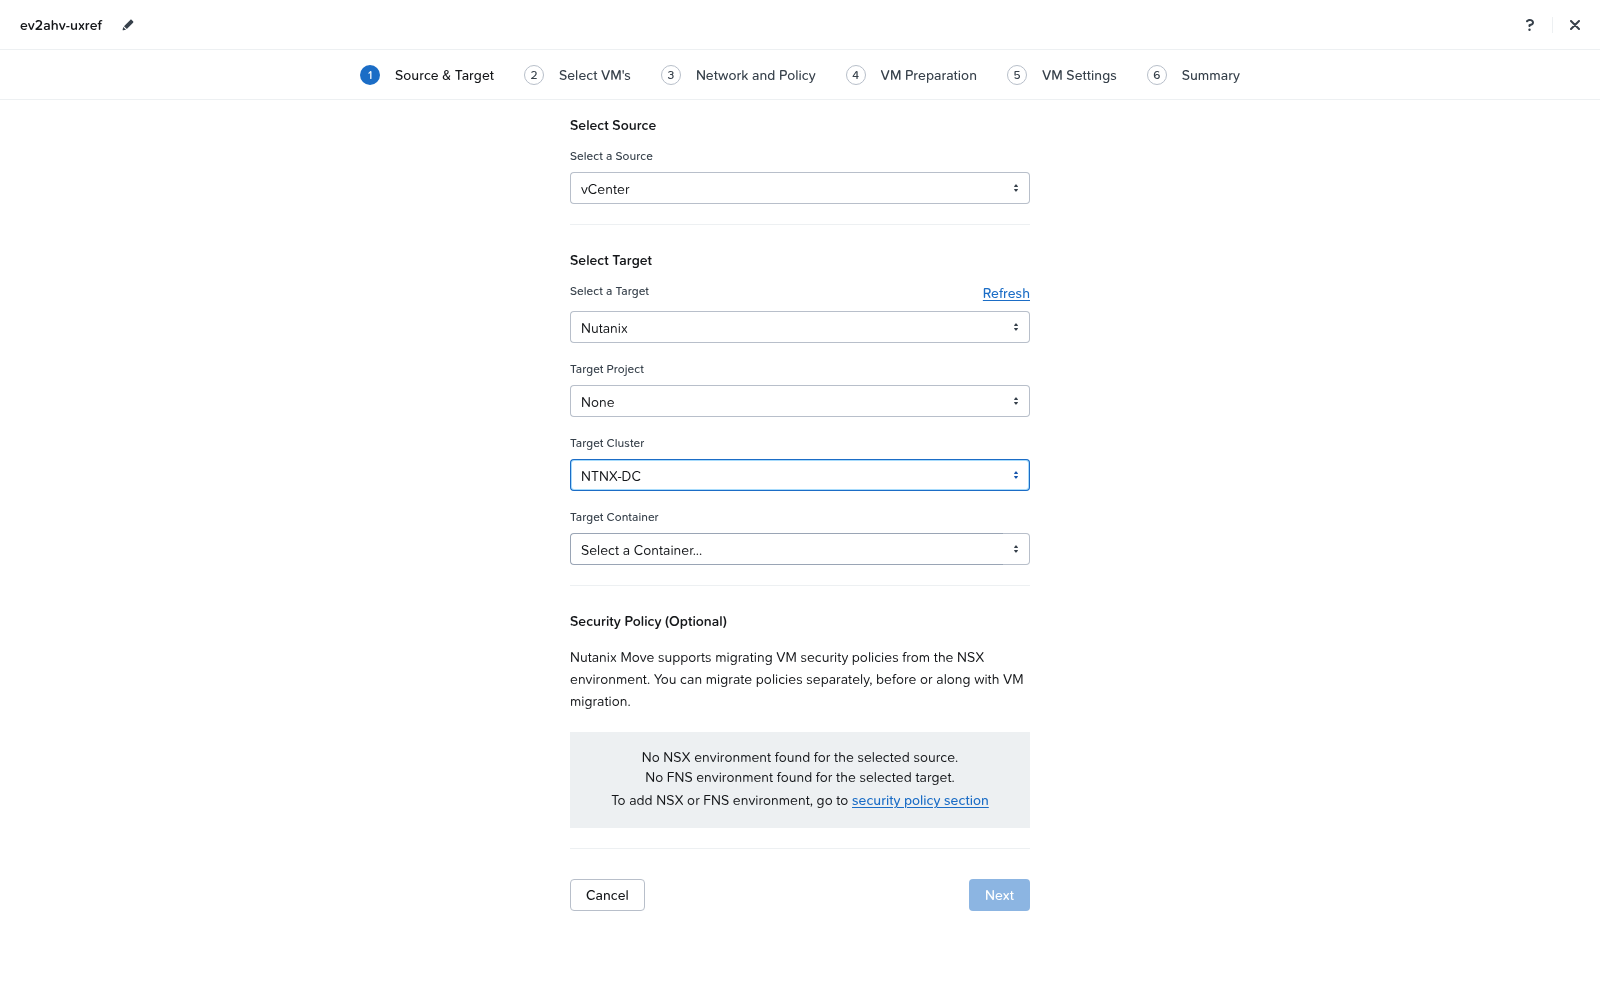 ev2ahv-uxref
?
1 Source & Target
2 Select VM's
3 Network and Policy
4 VM Preparation
5 VM Settings
6 Summary
Select Source
Select a Source
vCenter
Select Target
Select a Target
Refresh
Nutanix
Target Project
None
Target Cluster
NTNX-DC
Target Container
Select a Container...
Security Policy (Optional)
Nutanix Move supports migrating VM security policies from the NSX
environment. You can migrate policies separately, before or along with VM
migration.
No NSX environment found for the selected source.
No FNS environment found for the selected target.
To add NSX or FNS environment, go to security policy section
Cancel
Next